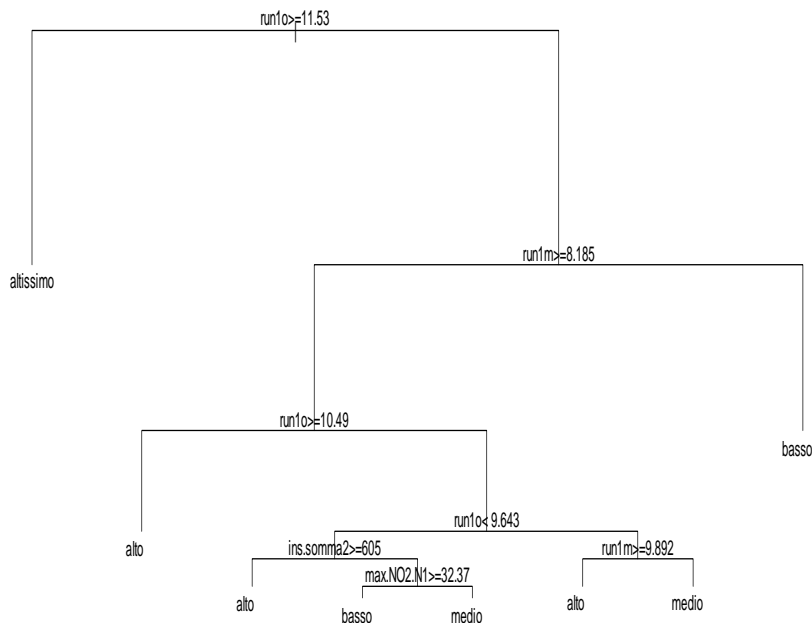 run1o>=11.53
run1m>=8.185
altissimo
run1o>=10.49
basso
run1o< 9.643
alto
ins.somma2>=605
run1m>=9.892
max.NO2.N1>=32.37
alto
alto
medio
basso
medio